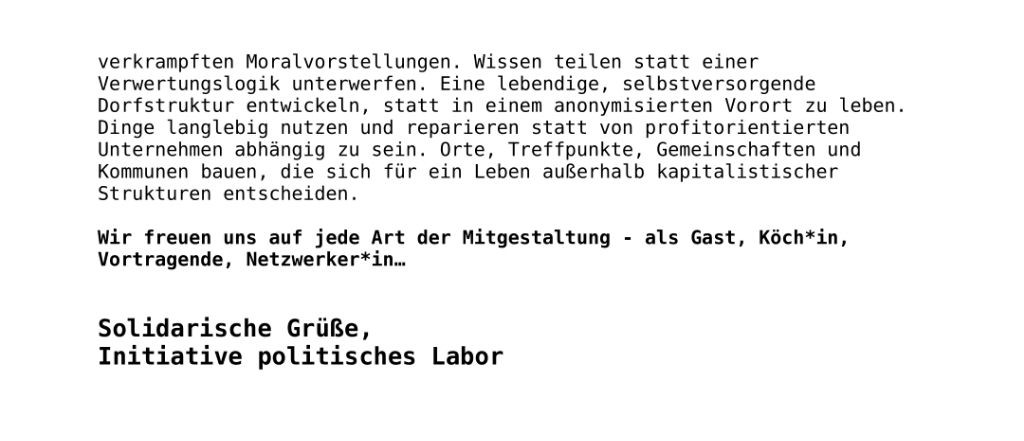 verkrampften Moralvorstellungen. Wissen teilen statt einer
Verwertungslogik unterwerfen. Eine lebendige, selbstversorgende
Dorfstruktur entwickeln, statt in einem anonymisierten Vorort zu leben.
Dinge langlebig nutzen und reparieren statt von profitorientierten
Unternehmen abhängig zu sein. Orte, Treffpunkte, Gemeinschaften und
Kommunen bauen, die sich für ein Leben außerhalb kapitalistischer
Strukturen entscheiden.
Wir freuen uns auf jede Art der Mitgestaltung - als Gast, Köch*in,
Vortragende, Netzwerker*in…
Solidarische Grüße,
Initiative politisches Labor